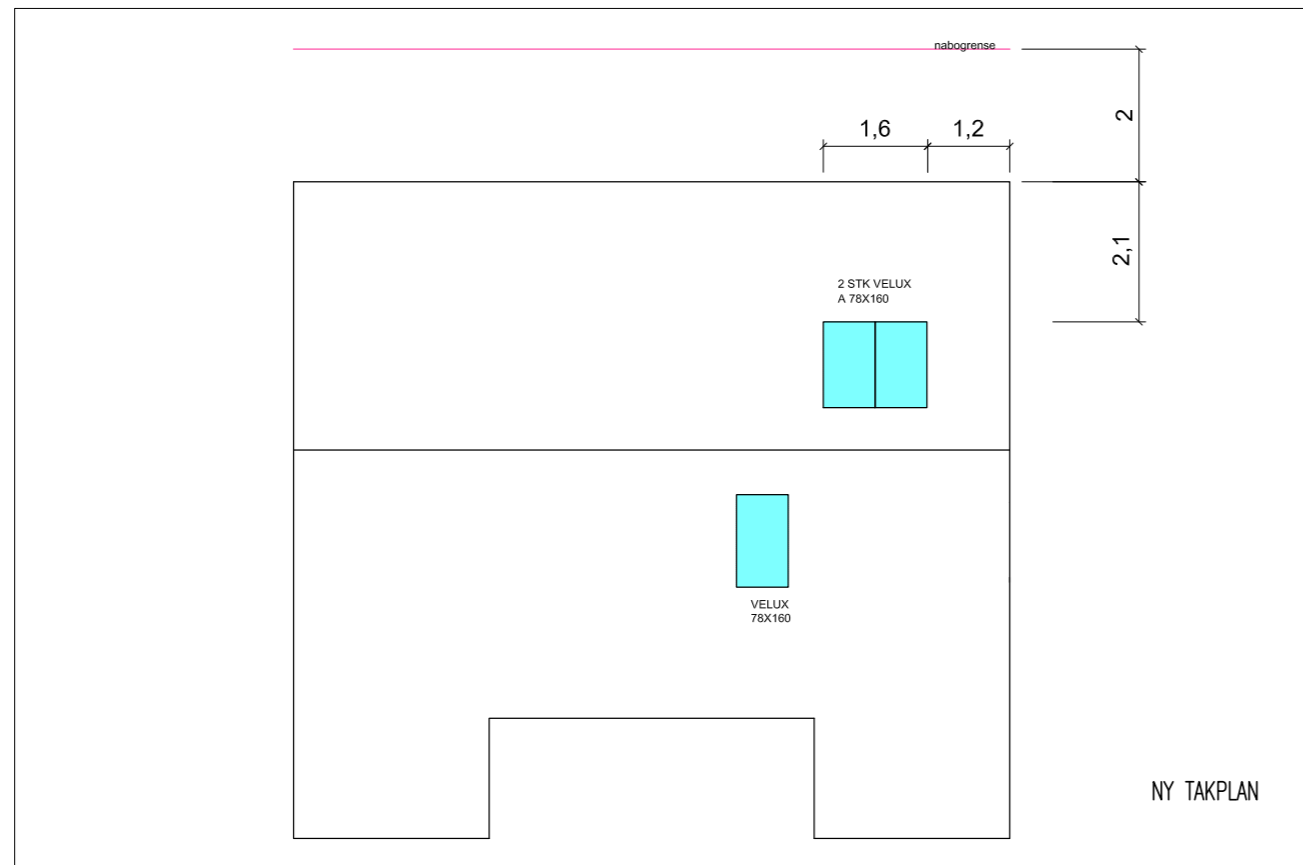 nabogrense
2
1,6
1,2
2,1
2 STK VELUX
A 78X160
VELUX
78X160
NY TAKPLAN